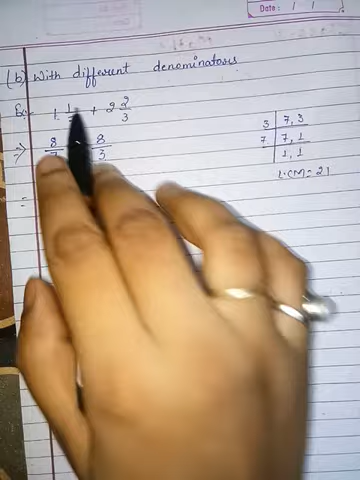 Date: / /
(b) With different denominators
Ex:- 1 1 + 2 2/3
3 | 7, 3
⇒ 8/7 8/3
7 | 7, 1
1, 1
L.CM = 21
=